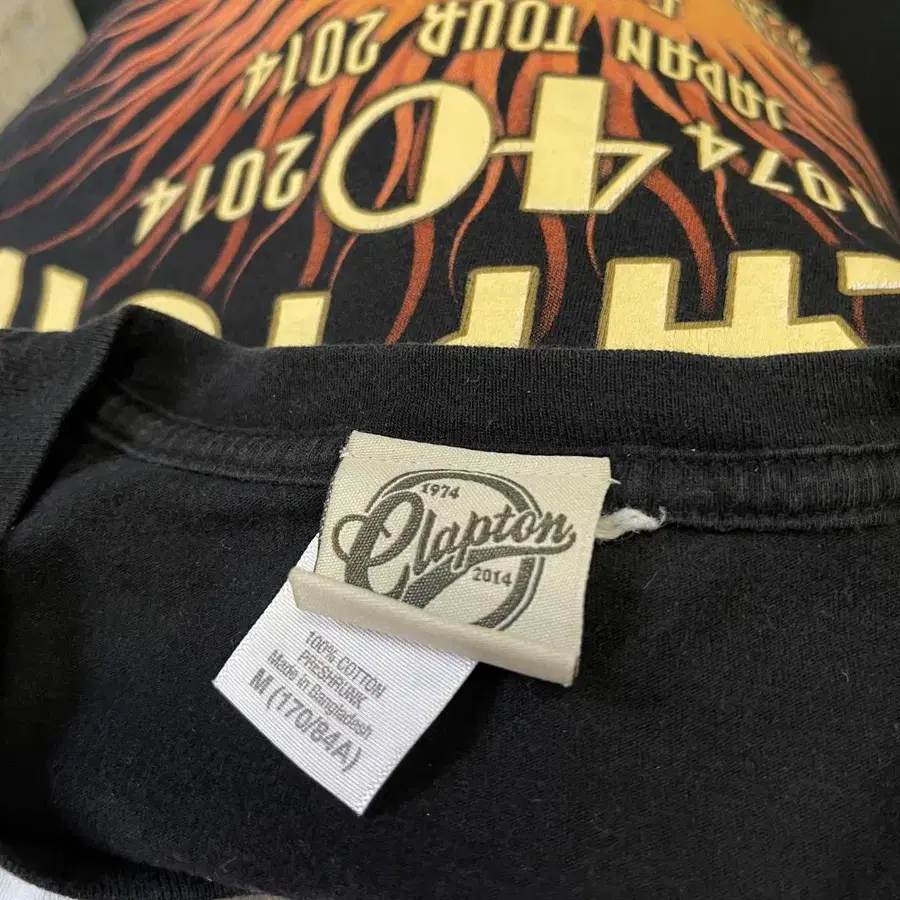 1974 40 2014
JAPAN TOUR 2014
1974
Clapton
2014
100% COTTON
PRESHRUNK
Made in Bangladesh
M (170/84A)